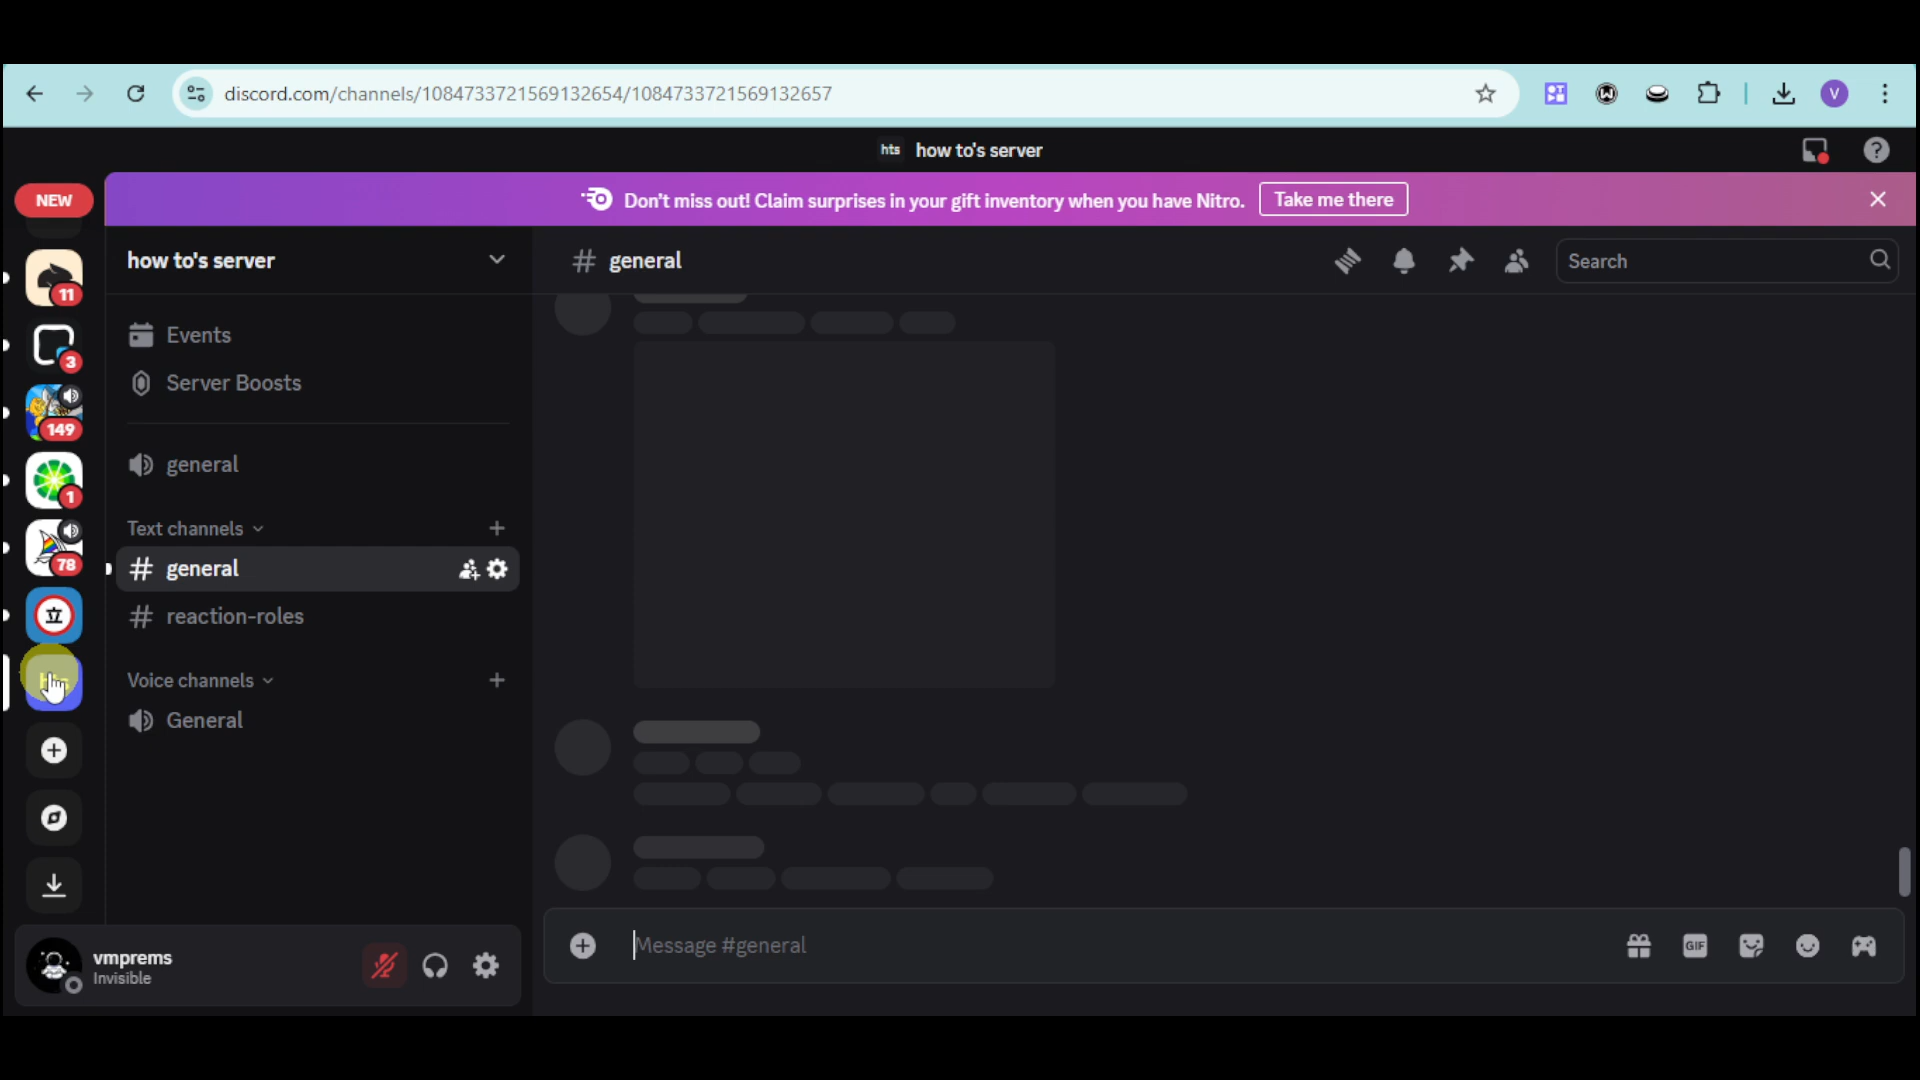 discord.com/channels/1084733721569132654/1084733721569132657
V
hts how to's server
NEW
Don't miss out! Claim surprises in your gift inventory when you have Nitro. Take me there
how to's server
# general
Search
11
Events
3
Server Boosts
149
general
1
Text channels
78
# general
# reaction-roles
立
Voice channels
General
vmprems
Invisible
Message #general
GIF